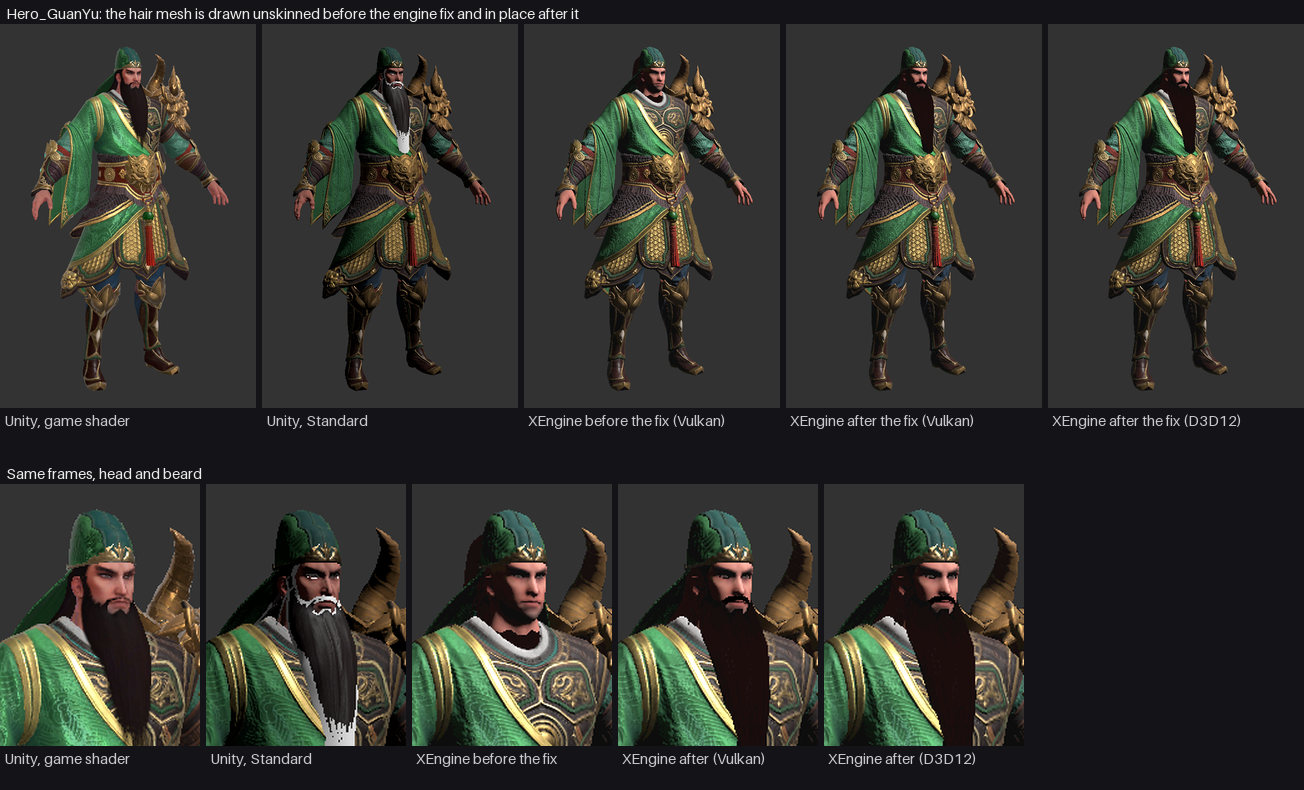 Hero_GuanYu: the hair mesh is drawn unskinned before the engine fix and in place after it
Unity, game shader
Unity, Standard
XEngine before the fix (Vulkan)
XEngine after the fix (Vulkan)
XEngine after the fix (D3D12)
Same frames, head and beard
Unity, game shader
Unity, Standard
XEngine before the fix
XEngine after (Vulkan)
XEngine after (D3D12)